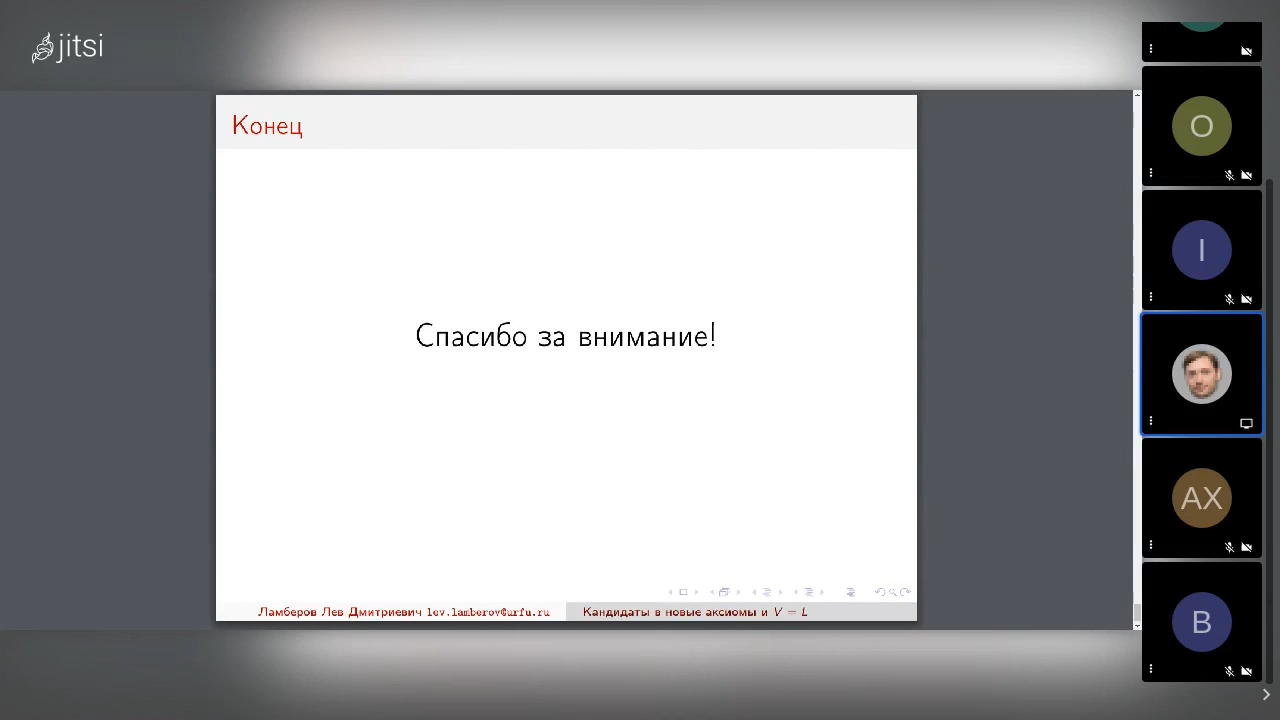 jitsi
Конец
Спасибо за внимание!
Ламберов Лев Дмитриевич lev.lamberov@urfu.ru
Кандидаты в новые аксиомы и V = L
O
I
AX
B